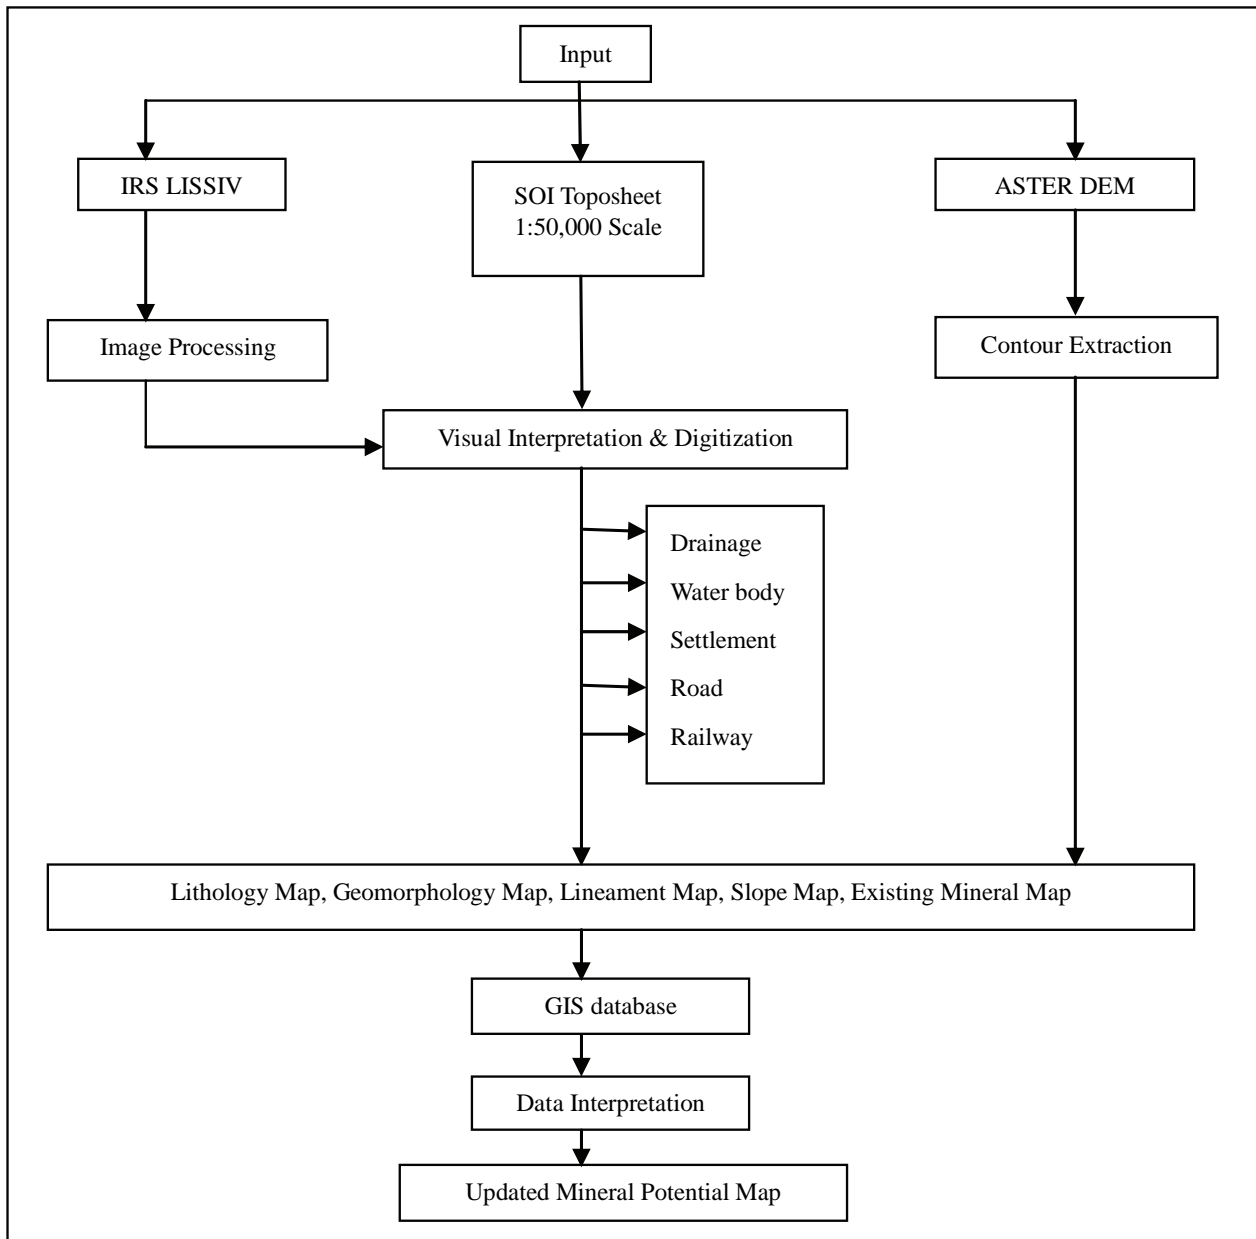 Input
IRS LISSIV
SOI Toposheet
1:50,000 Scale
ASTER DEM
Image Processing
Contour Extraction
Visual Interpretation & Digitization
Drainage
Water body
Settlement
Road
Railway
Lithology Map, Geomorphology Map, Lineament Map, Slope Map, Existing Mineral Map
GIS database
Data Interpretation
Updated Mineral Potential Map